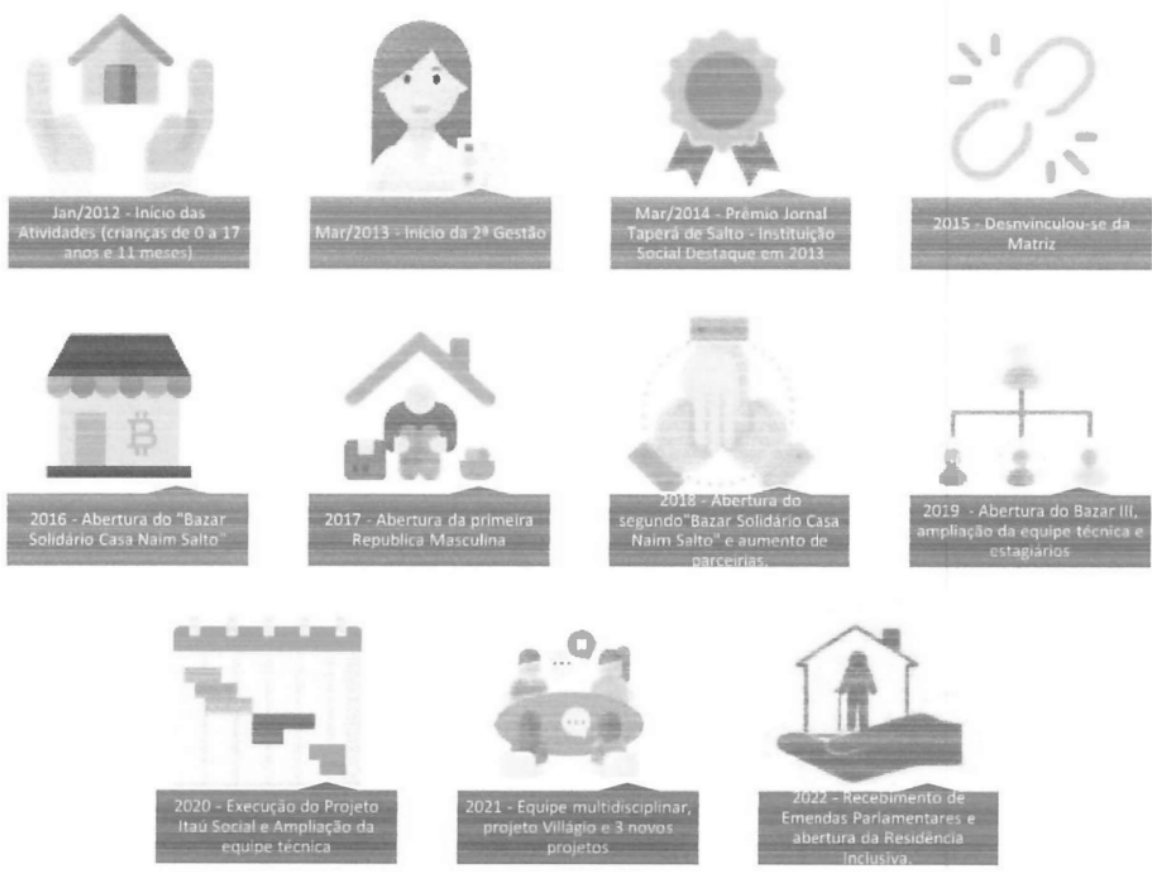 Jan/2012 - Início das
Atividades (crianças de 0 a 17
anos e 11 meses)
Mar/2013 - Início da 2ª Gestão
Mar/2014 - Prêmio Jornal
Taperá de Salto - Instituição
Social Destaque em 2013
2015 - Desnvinculou-se da
Matriz
2016 - Abertura do "Bazar
Solidário Casa Naim Salto"
2017 - Abertura da primeira
Republica Masculina
2018 - Abertura do
segundo"Bazar Solidário Casa
Naim Salto" e aumento de
parceirias.
2019 - Abertura do Bazar III,
ampliação da equipe técnica e
estagiários
2020 - Execução do Projeto
Itaú Social e Ampliação da
equipe técnica
2021 - Equipe multidisciplinar,
projeto Villágio e 3 novos
projetos
2022 - Recebimento de
Emendas Parlamentares e
abertura da Residência
Inclusiva.